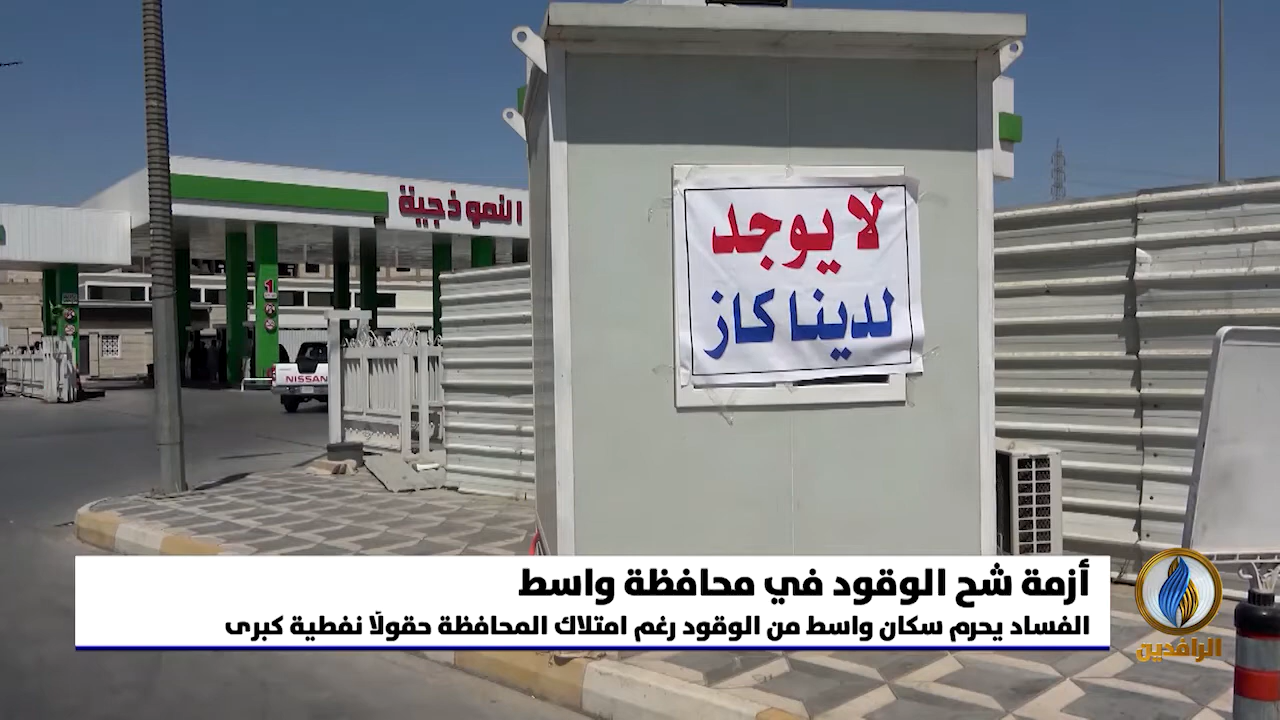 النموذجية
لا يوجد
لدينا كاز
1
NISSAN
أزمة شح الوقود في محافظة واسط
الفساد يحرم سكان واسط من الوقود رغم امتلاك المحافظة حقولًا نفطية كبرى
الرافدين